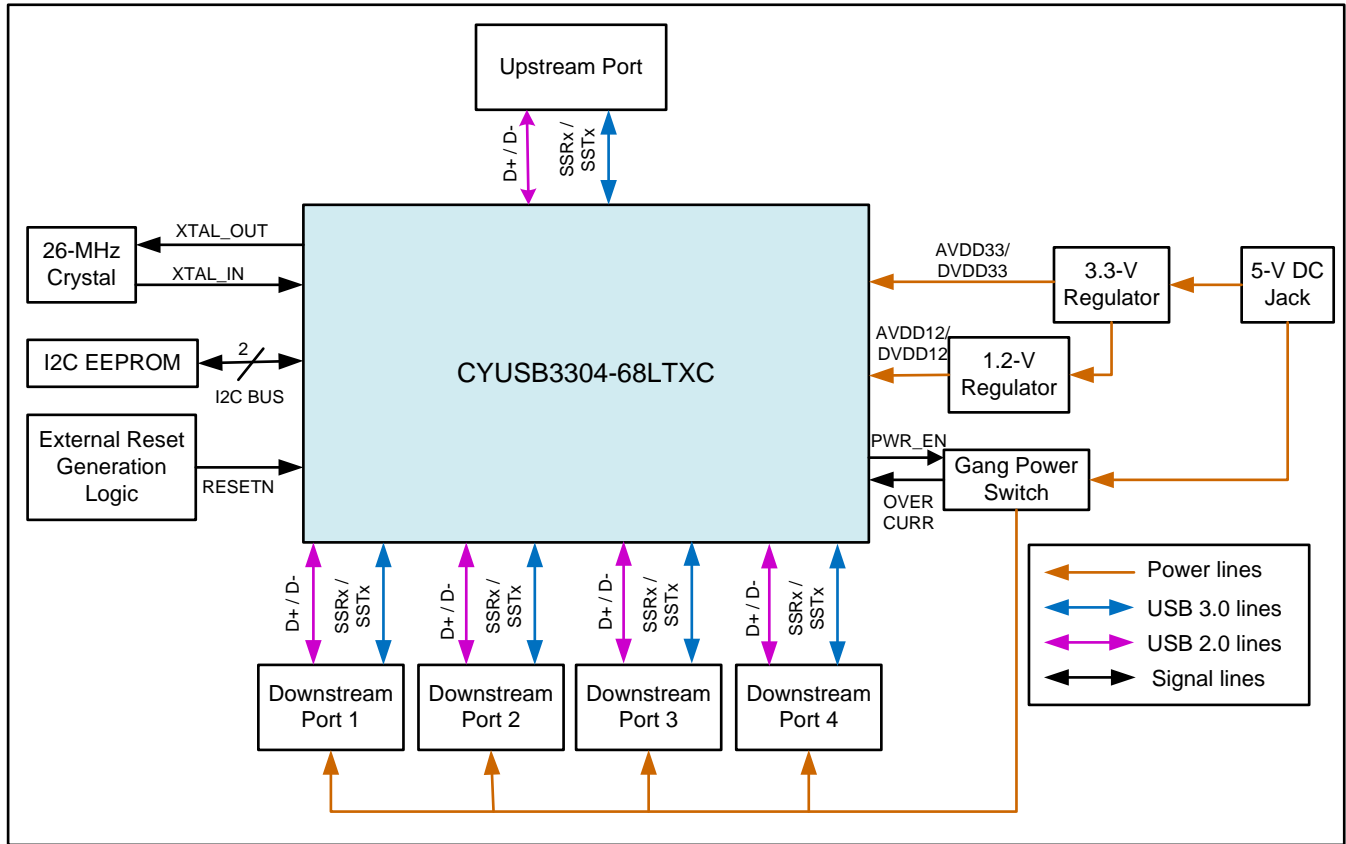 Upstream Port
D+ / D-
SSRx /
SSTx
26-MHz
Crystal
XTAL_OUT
XTAL_IN
I2C EEPROM
2
I2C BUS
External Reset
Generation
Logic
RESETN
CYUSB3304-68LTXC
AVDD33/
DVDD33
3.3-V
Regulator
5-V DC
Jack
AVDD12/
DVDD12
1.2-V
Regulator
PWR_EN
OVER
CURR
Gang Power
Switch
D+ / D-
SSRx /
SSTx
D+ / D-
SSRx /
SSTx
D+ / D-
SSRx /
SSTx
D+ / D-
SSRx /
SSTx
Downstream
Port 1
Downstream
Port 2
Downstream
Port 3
Downstream
Port 4
Power lines
USB 3.0 lines
USB 2.0 lines
Signal lines